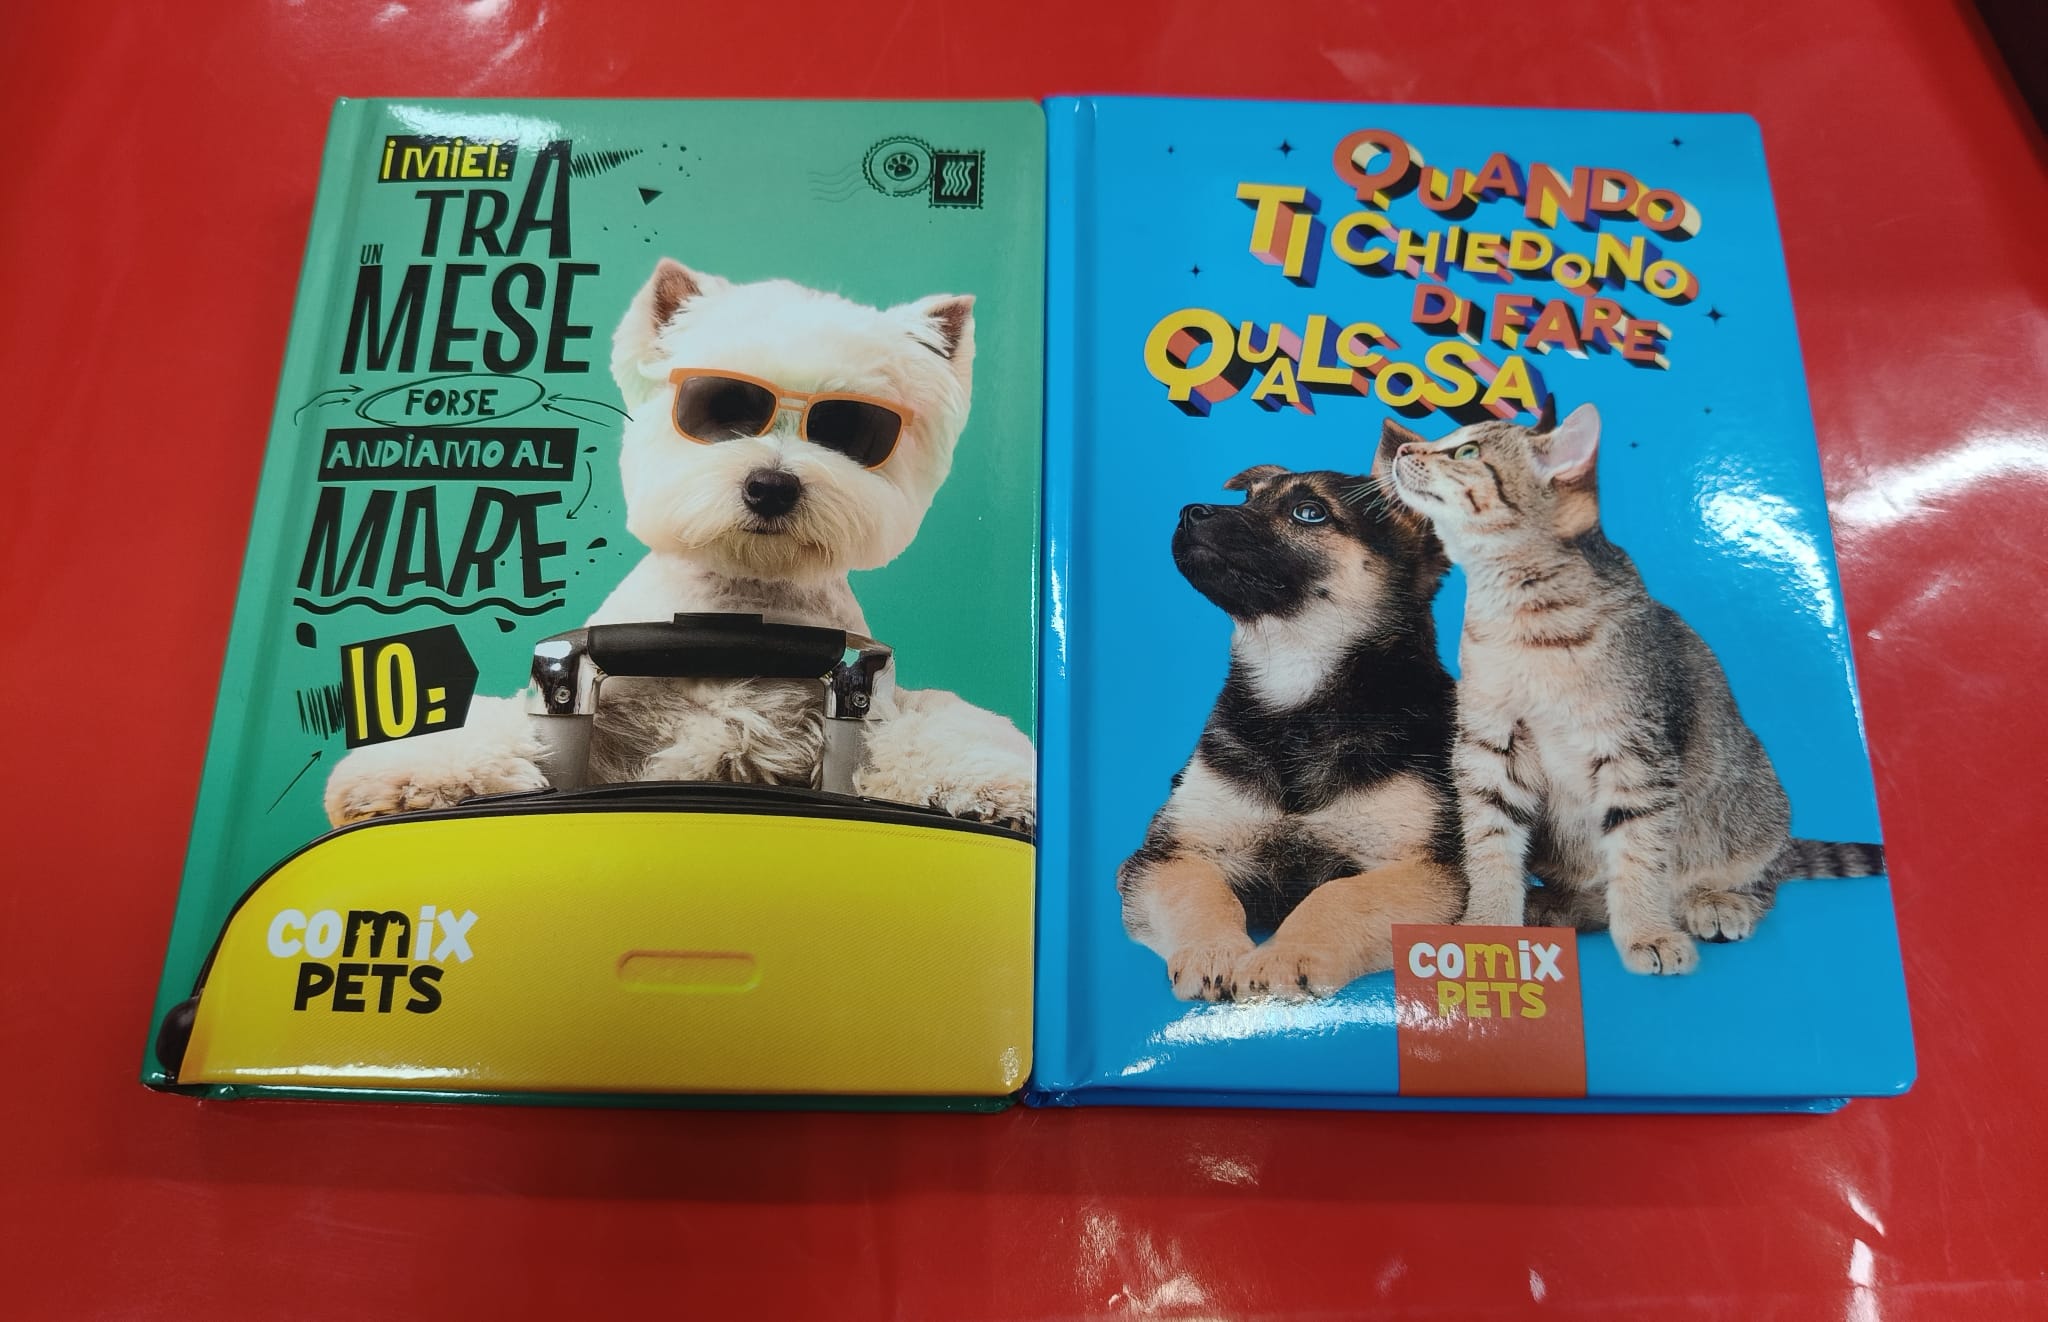 i MiEi:
TRA
UN
MESE
FORSE
ANDiAMO AL
MARE
IO:
comix
PETS
HOT
QUANDO
TI CHIEDONO
DI FARE
QUALCOSA
comix
PETS